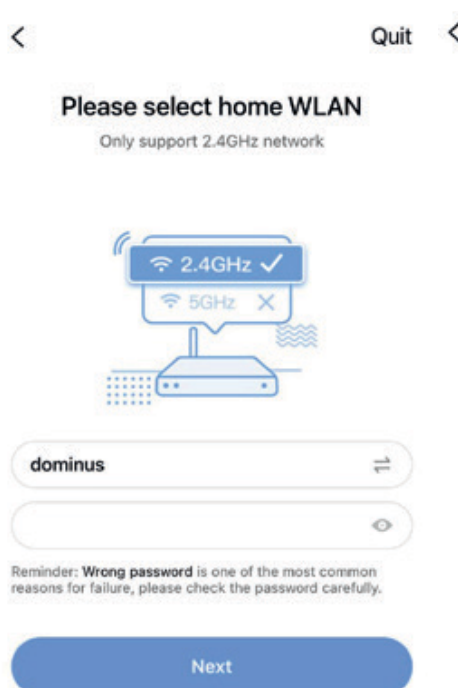 Quit
Please select home WLAN
Only support 2.4GHz network
2.4GHz
5GHz
dominus
Reminder: Wrong password is one of the most common
reasons for failure, please check the password carefully.
Next